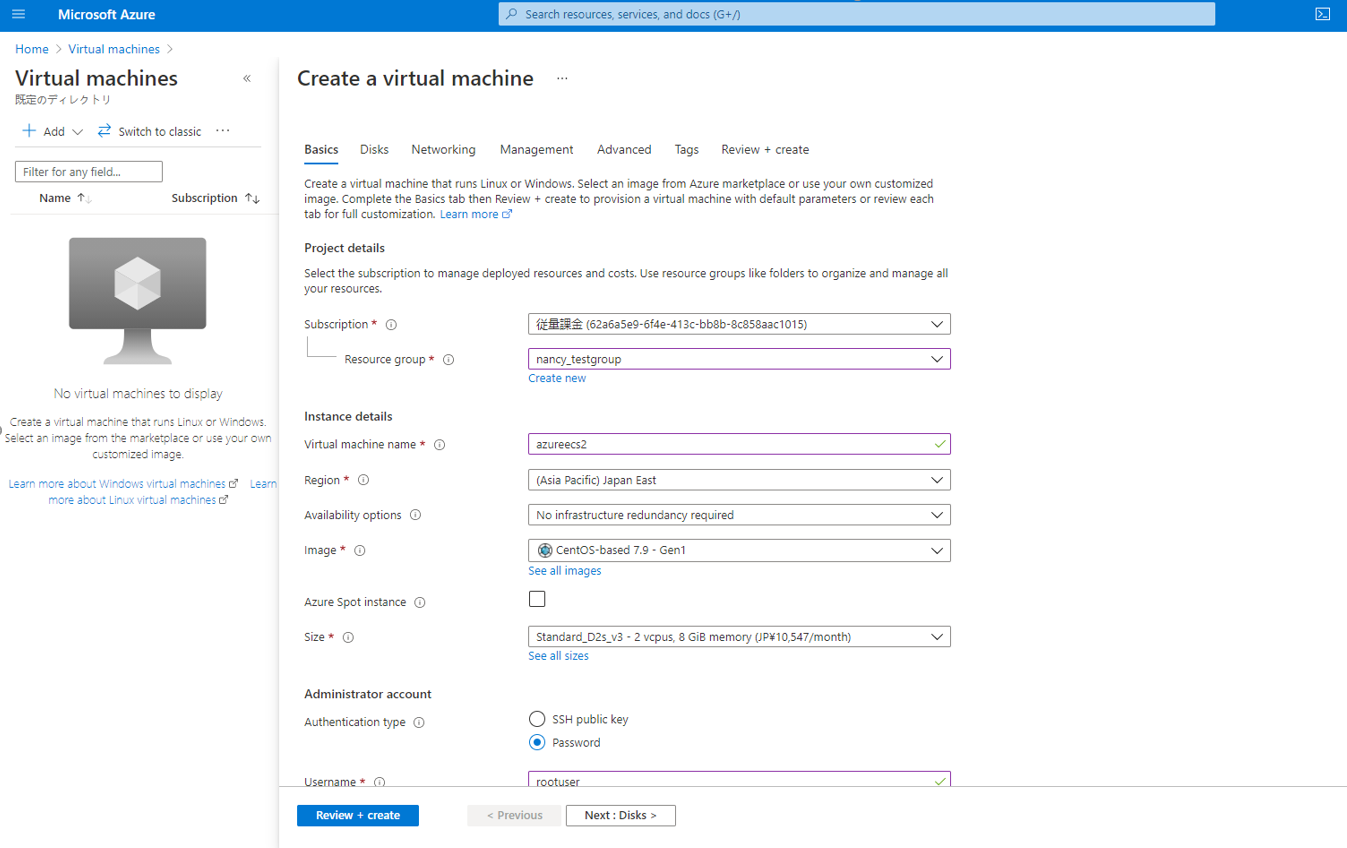 Microsoft Azure
Search resources, services, and docs (G+/)
Home > Virtual machines >
Virtual machines
既定のディレクトリ
Add
Switch to classic
...
Filter for any field...
Name
Subscription
No virtual machines to display
Create a virtual machine that runs Linux or Windows.
Select an image from the marketplace or use your own
customized image.
Learn more about Windows virtual machines
Learn
more about Linux virtual machines
Create a virtual machine
...
Basics
Disks
Networking
Management
Advanced
Tags
Review + create
Create a virtual machine that runs Linux or Windows. Select an image from Azure marketplace or use your own customized
image. Complete the Basics tab then Review + create to provision a virtual machine with default parameters or review each
tab for full customization. Learn more
Project details
Select the subscription to manage deployed resources and costs. Use resource groups like folders to organize and manage all
your resources.
Subscription *
従量課金 (62a6a5e9-6f4e-413c-bb8b-8c858aac1015)
Resource group *
nancy_testgroup
Create new
Instance details
Virtual machine name *
azureecs2
Region *
(Asia Pacific) Japan East
Availability options
No infrastructure redundancy required
Image *
CentOS-based 7.9 - Gen1
See all images
Azure Spot instance
Size *
Standard_D2s_v3 - 2 vcpus, 8 GiB memory (JP¥10,547/month)
See all sizes
Administrator account
Authentication type
SSH public key
Password
Username *
rootuser
Review + create
< Previous
Next : Disks >